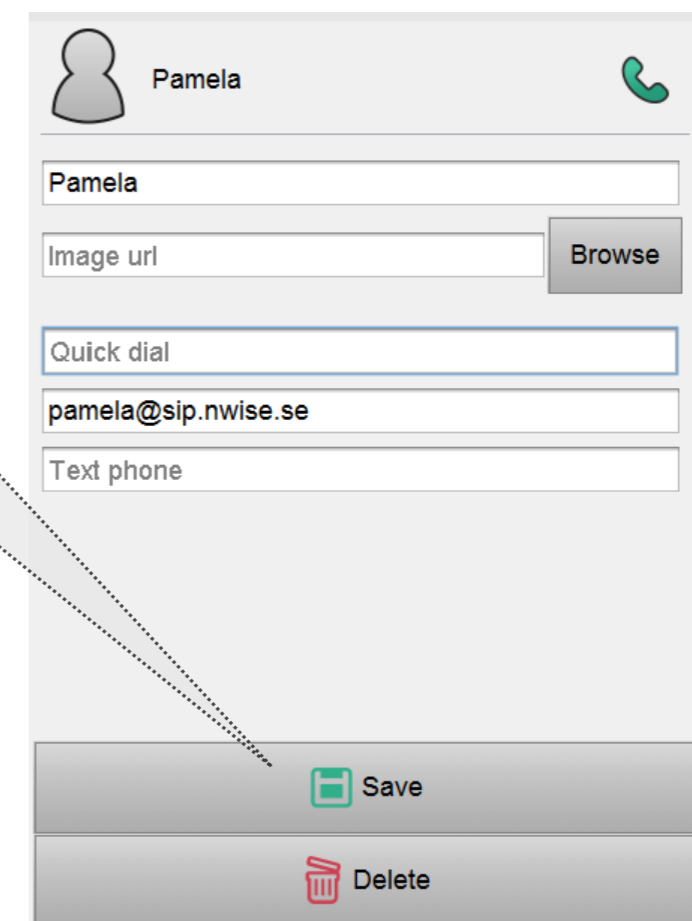 Pamela
Pamela
Image url
Browse
Quick dial
pamela@sip.nwise.se
Text phone
Save
Delete